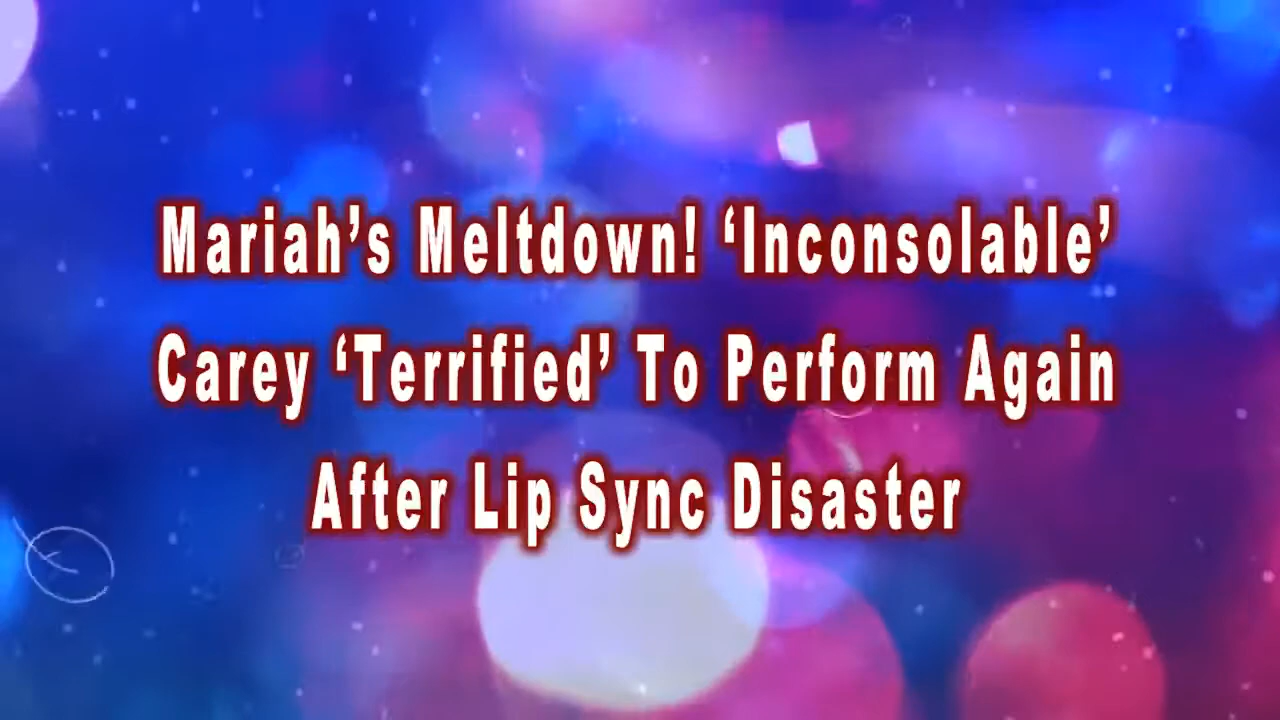 Mariah’s Meltdown! ‘Inconsolable’
Carey ‘Terrified’ To Perform Again
After Lip Sync Disaster